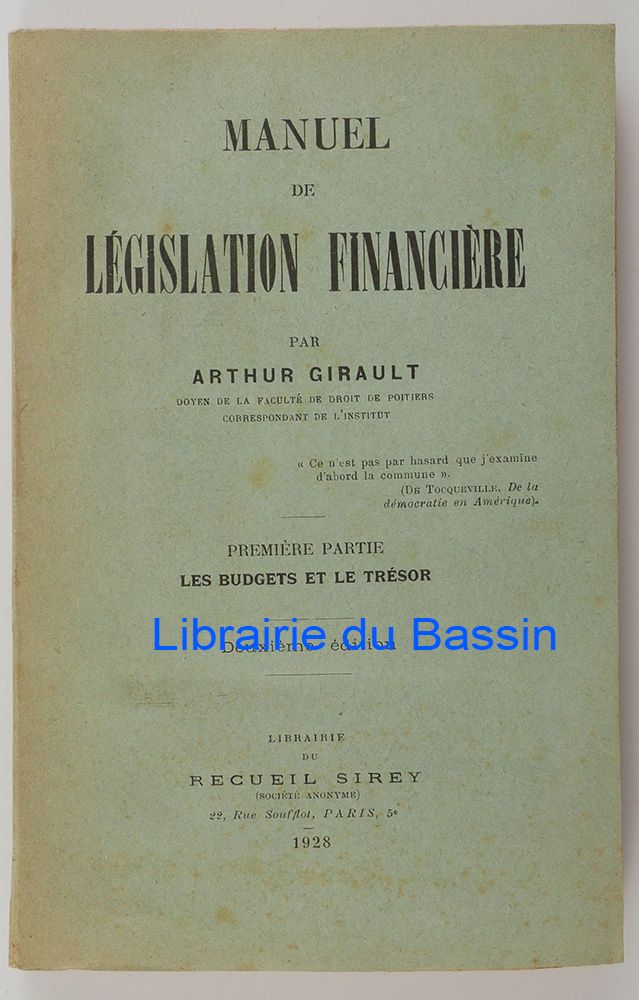 MANUEL
DE
LÉGISLATION FINANCIÈRE
PAR
ARTHUR GIRAULT
DOYEN DE LA FACULTÉ DE DROIT DE POITIERS
CORRESPONDANT DE L'INSTITUT
« Ce n'est pas par hasard que j'examine
d'abord la commune ».
(DE TOCQUEVILLE, De la
démocratie en Amérique).
PREMIÈRE PARTIE
LES BUDGETS ET LE TRÉSOR
Librairie du Bassin
Deuxième édition
LIBRAIRIE
DU
RECUEIL SIREY
(SOCIÉTÉ ANONYME)
22, Rue Soufflot, PARIS, 5e
1928